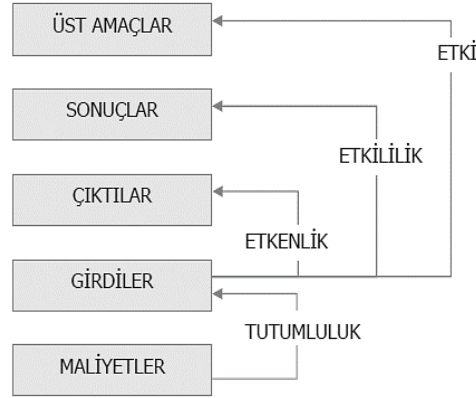 ÜST AMAÇLAR
ETKİ
SONUÇLAR
ETKİLİLİK
ÇIKTILAR
ETKENLİK
GİRDİLER
TUTUMLULUK
MALİYETLER